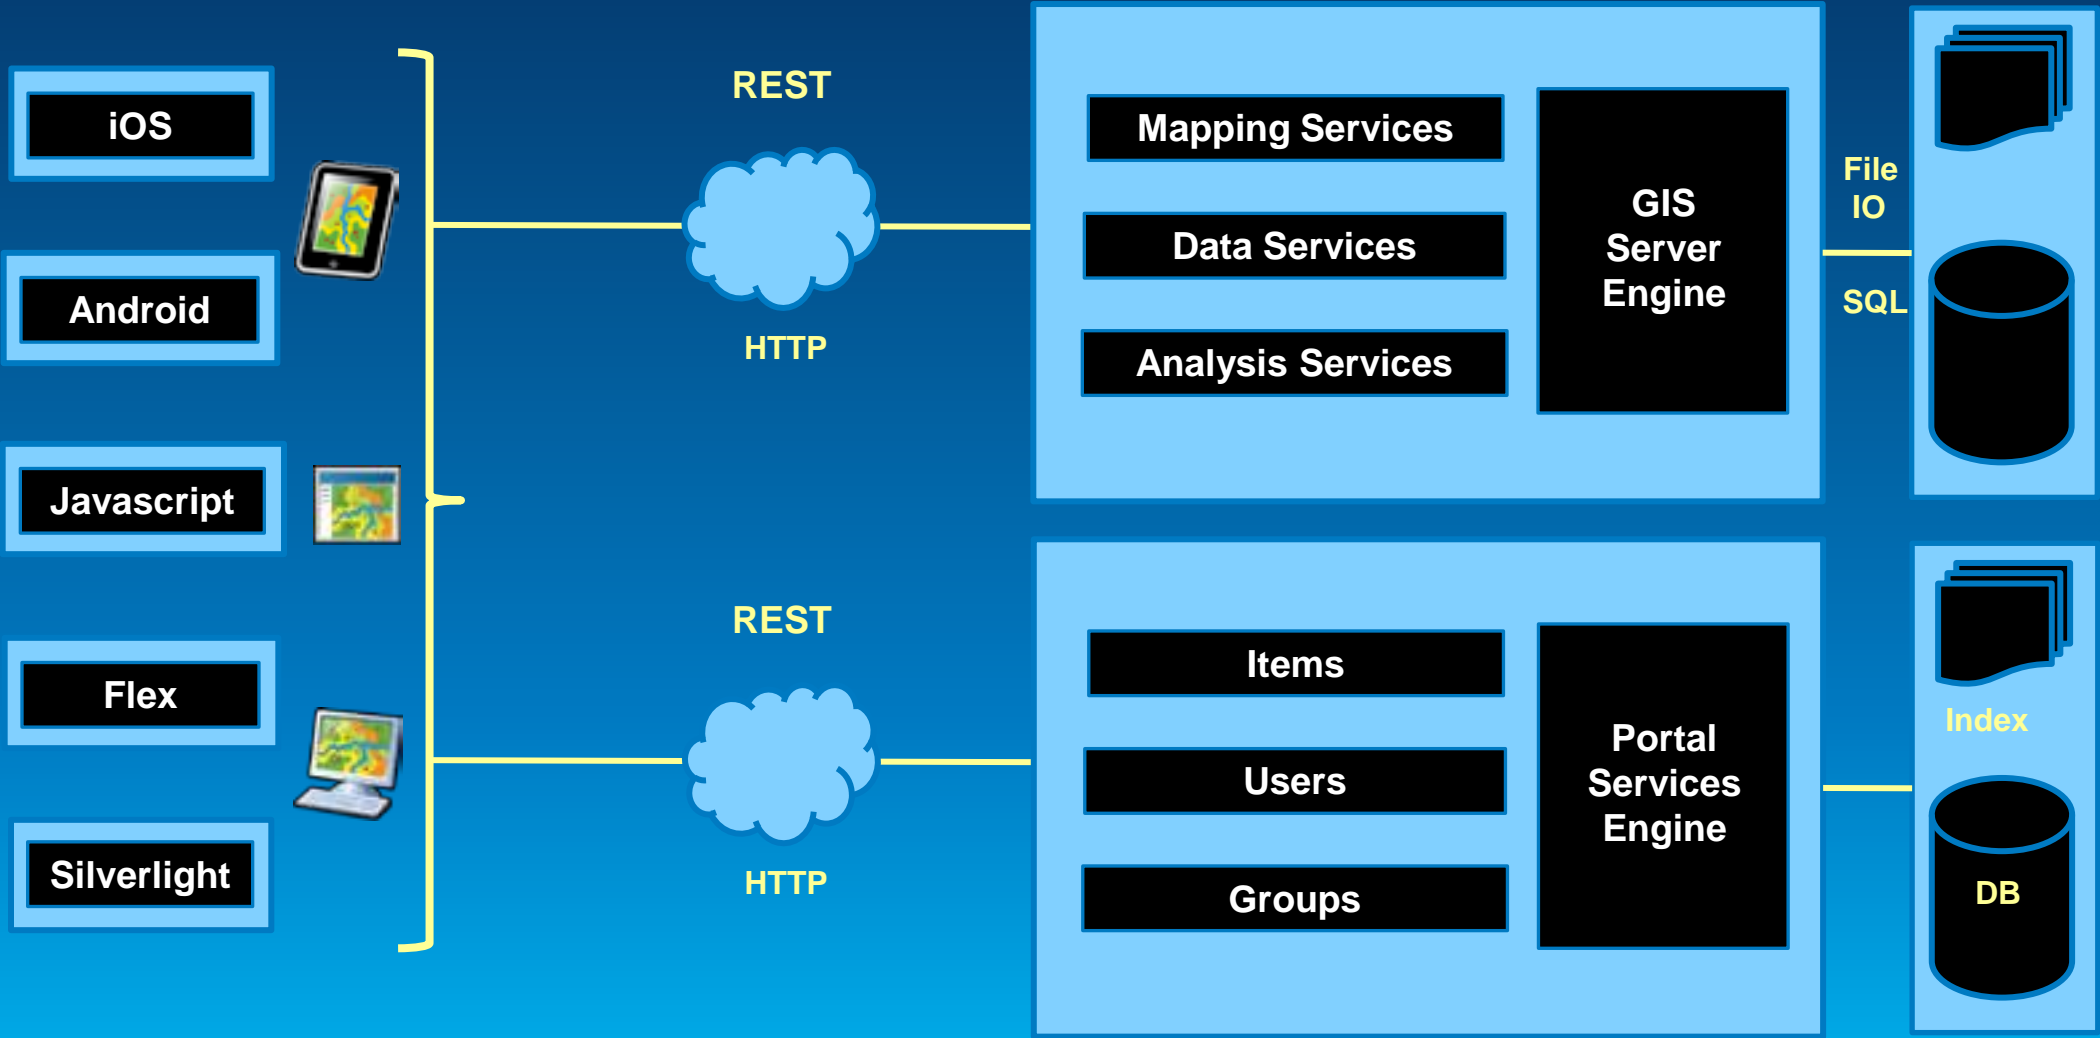 iOS
Android
Javascript
Flex
Silverlight
REST
HTTP
REST
HTTP
Mapping Services
Data Services
Analysis Services
GIS
Server
Engine
File
IO
SQL
Items
Users
Groups
Portal
Services
Engine
Index
DB